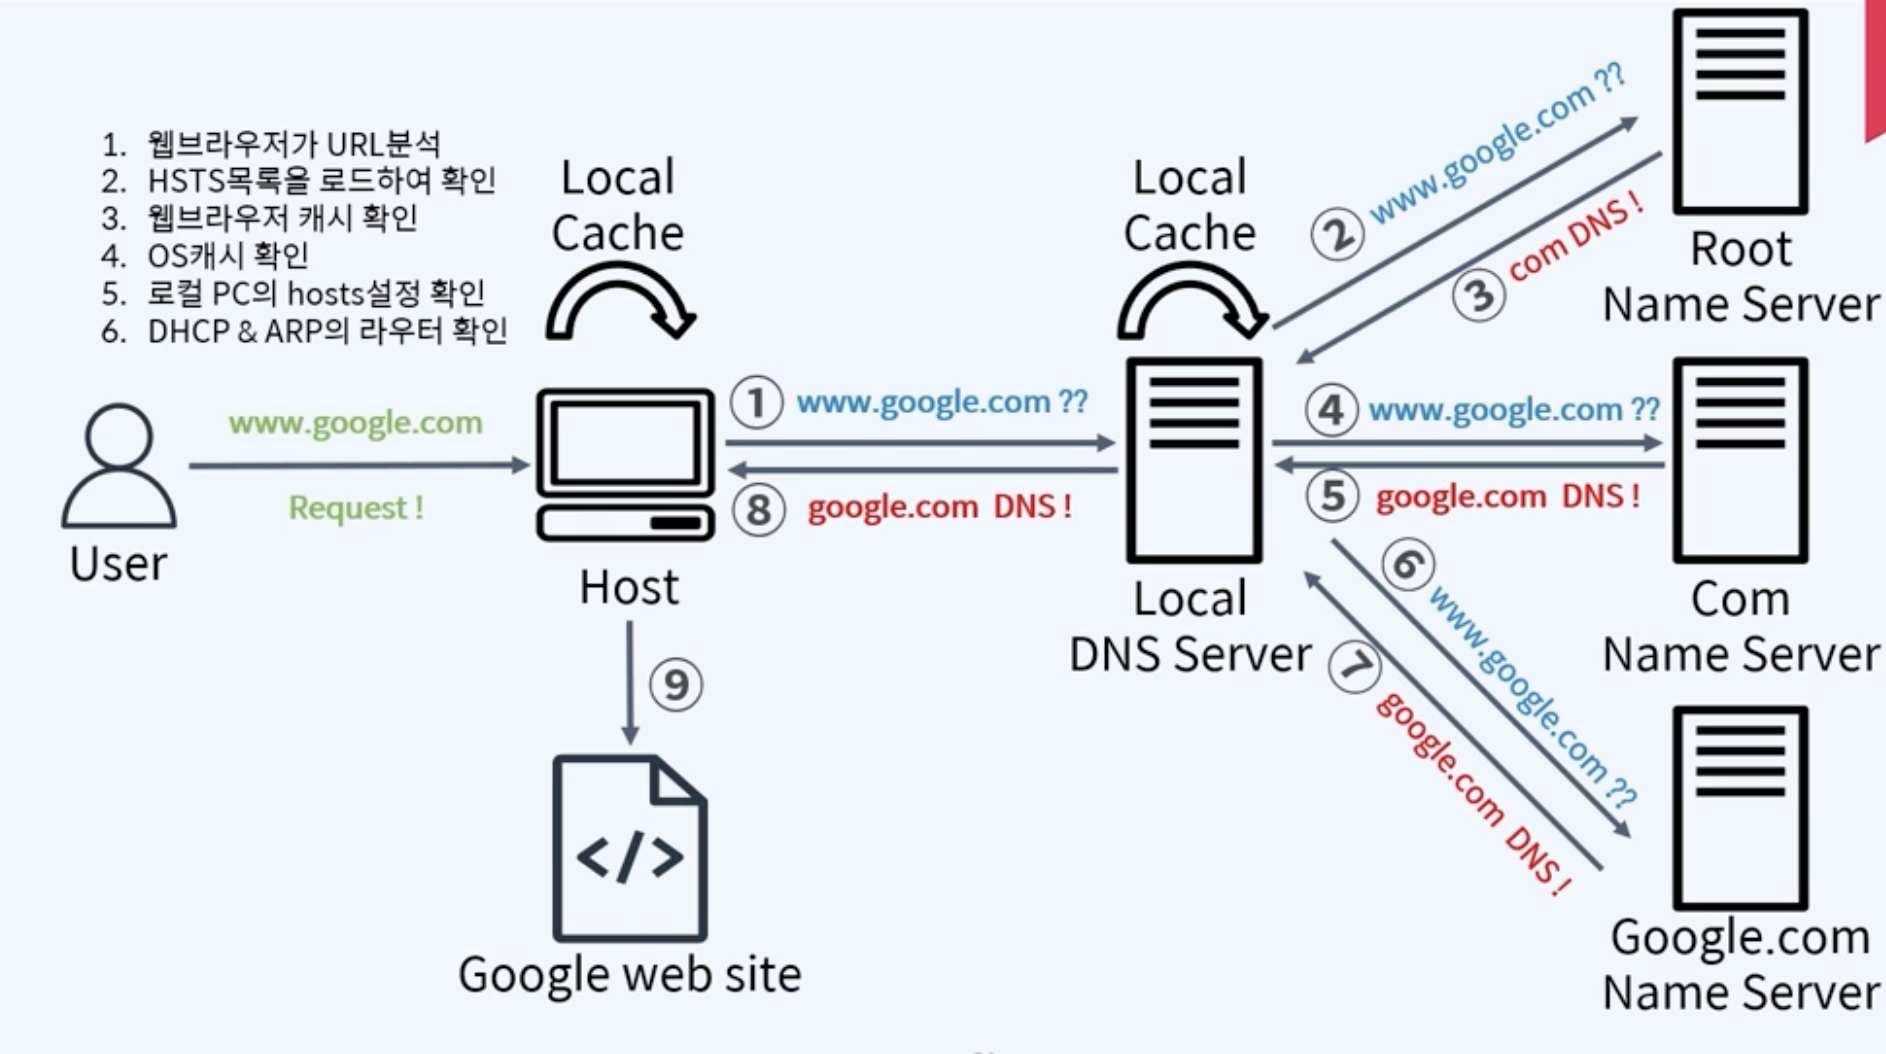 1. 웹브라우저가 URL분석
2. HSTS목록을 로드하여 확인
3. 웹브라우저 캐시 확인
4. OS캐시 확인
5. 로컬 PC의 hosts설정 확인
6. DHCP & ARP의 라우터 확인
Local
Cache
Local
Cache
www.google.com
Request !
User
Host
① www.google.com ??
⑧ google.com DNS !
Local
DNS Server
② www.google.com ??
③ com DNS !
Root
Name Server
④ www.google.com ??
⑤ google.com DNS !
Com
Name Server
⑥ www.google.com ??
⑦ google.com DNS !
Google.com
Name Server
⑨
</>
Google web site